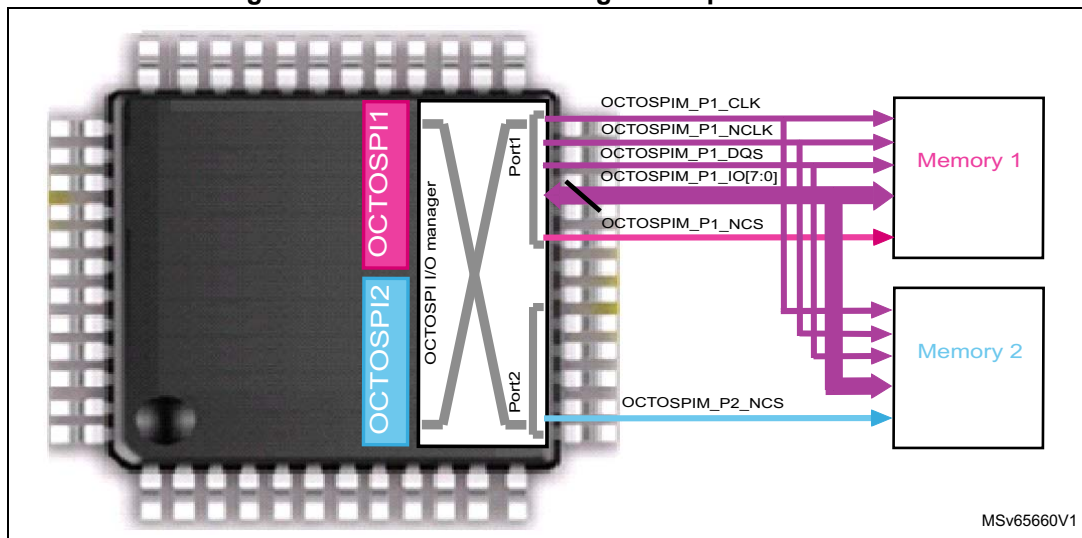 OCTOSPI1
OCTOSPI2
OCTOSPI I/O manager
Port1
Port2
OCTOSPIM_P1_CLK
OCTOSPIM_P1_NCLK
OCTOSPIM_P1_DQS
OCTOSPIM_P1_IO[7:0]
OCTOSPIM_P1_NCS
OCTOSPIM_P2_NCS
Memory 1
Memory 2
MSv65660V1